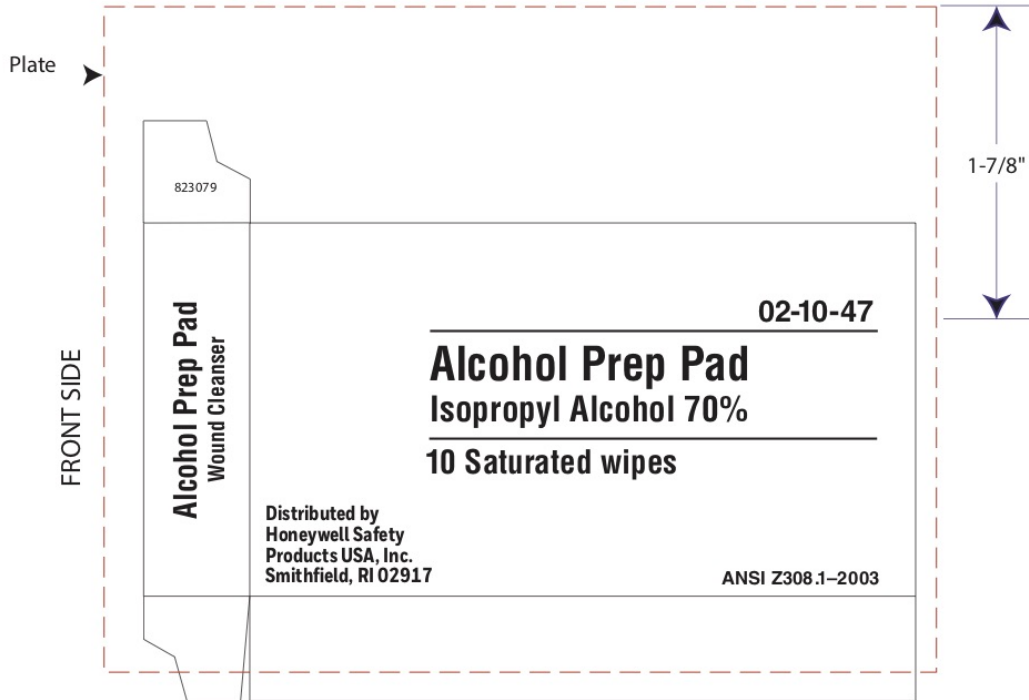 Plate
1-7/8"
823079
FRONT SIDE
Alcohol Prep Pad
Wound Cleanser
02-10-47
Alcohol Prep Pad
Isopropyl Alcohol 70%
10 Saturated wipes
Distributed by
Honeywell Safety
Products USA, Inc.
Smithfield, RI 02917
ANSI Z308.1–2003